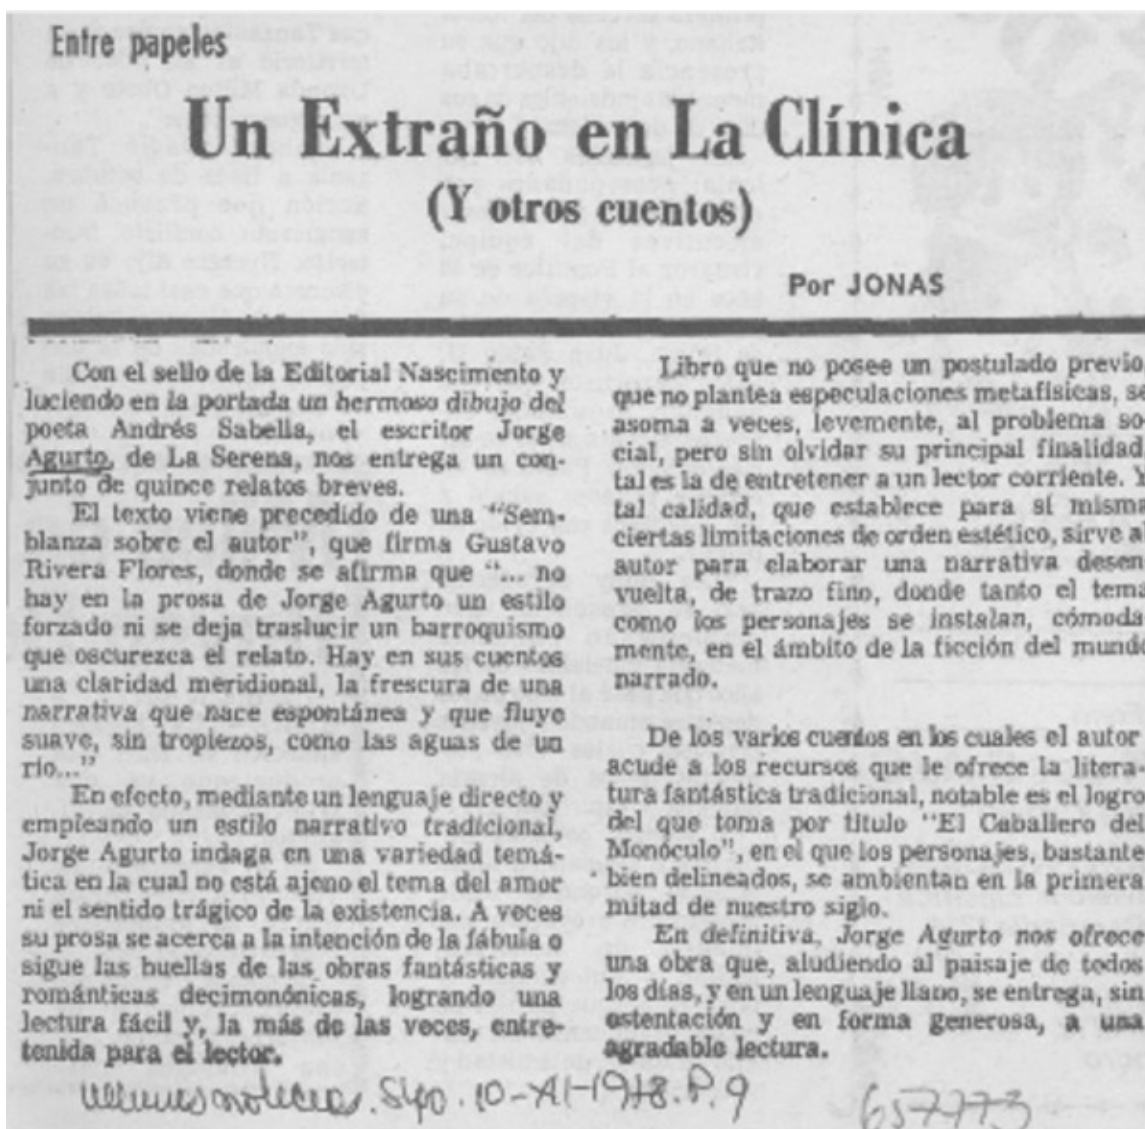 Entre papeles
Un Extraño en La Clínica
(Y otros cuentos)
Por JONAS
Con el sello de la Editorial Nascimento y
luciendo en la portada un hermoso dibujo del
poeta Andrés Sabella, el escritor Jorge
Agurto, de La Serena, nos entrega un con-
junto de quince relatos breves.
El texto viene precedido de una "Sem-
blanza sobre el autor", que firma Gustavo
Rivera Flores, donde se afirma que "... no
hay en la prosa de Jorge Agurto un estilo
forzado ni se deja traslucir un barroquismo
que oscurezca el relato. Hay en sus cuentos
una claridad meridional, la frescura de una
narrativa que nace espontánea y que fluye
suave, sin tropiezos, como las aguas de un
río..."
En efecto, mediante un lenguaje directo y
empleando un estilo narrativo tradicional,
Jorge Agurto indaga en una variedad temá-
tica en la cual no está ajeno el tema del amor
ni el sentido trágico de la existencia. A veces
su prosa se acerca a la intención de la fábula o
sigue las huellas de las obras fantásticas y
románticas decimonónicas, logrando una
lectura fácil y, la más de las veces, entre-
tenida para el lector.
Libro que no posee un postulado previo,
que no plantea especulaciones metafísicas, se
asoma a veces, levemente, al problema so-
cial, pero sin olvidar su principal finalidad,
tal es la de entretener a un lector corriente. Y
tal calidad, que establece para sí misma
ciertas limitaciones de orden estético, sirve a
autor para elaborar una narrativa desen
vuelta, de trazo fino, donde tanto el tema
como los personajes se instalan, cómoda-
mente, en el ámbito de la ficción del mundo
narrado.
De los varios cuentos en los cuales el autor
acude a los recursos que le ofrece la litera-
tura fantástica tradicional, notable es el logro
del que toma por título "El Caballero del
Monóculo", en el que los personajes, bastante
bien delineados, se ambientan en la primera
mitad de nuestro siglo.
En definitiva, Jorge Agurto nos ofrece
una obra que, aludiendo al paisaje de todos
los días, y en un lenguaje llano, se entrega, sin
ostentación y en forma generosa, a una
agradable lectura.
Últimas noticias. Stgo. 10-XI-1978. P. 9
657773